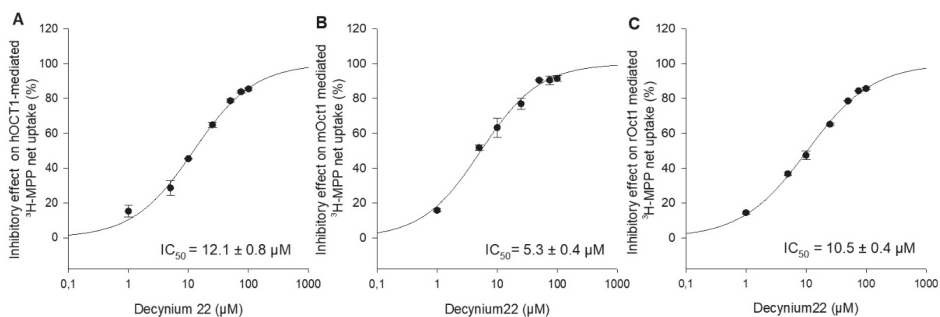 A
Inhibitory effect on hOCT1-mediated
³H-MPP net uptake (%)
120
100
80
60
40
20
0
IC₅₀ = 12.1 ± 0.8 µM
0,1
1
10
100
1000
Decynium 22 (µM)
B
Inhibitory effect on mOct1 mediated
³H-MPP net uptake (%)
120
100
80
60
40
20
0
IC₅₀ = 5.3 ± 0.4 µM
0,1
1
10
100
1000
Decynium22 (µM)
C
Inhibitory effect on rOct1 mediated
³H-MPP net uptake (%)
120
100
80
60
40
20
0
IC₅₀ = 10.5 ± 0.4 µM
0,1
1
10
100
1000
Decynium22 (µM)